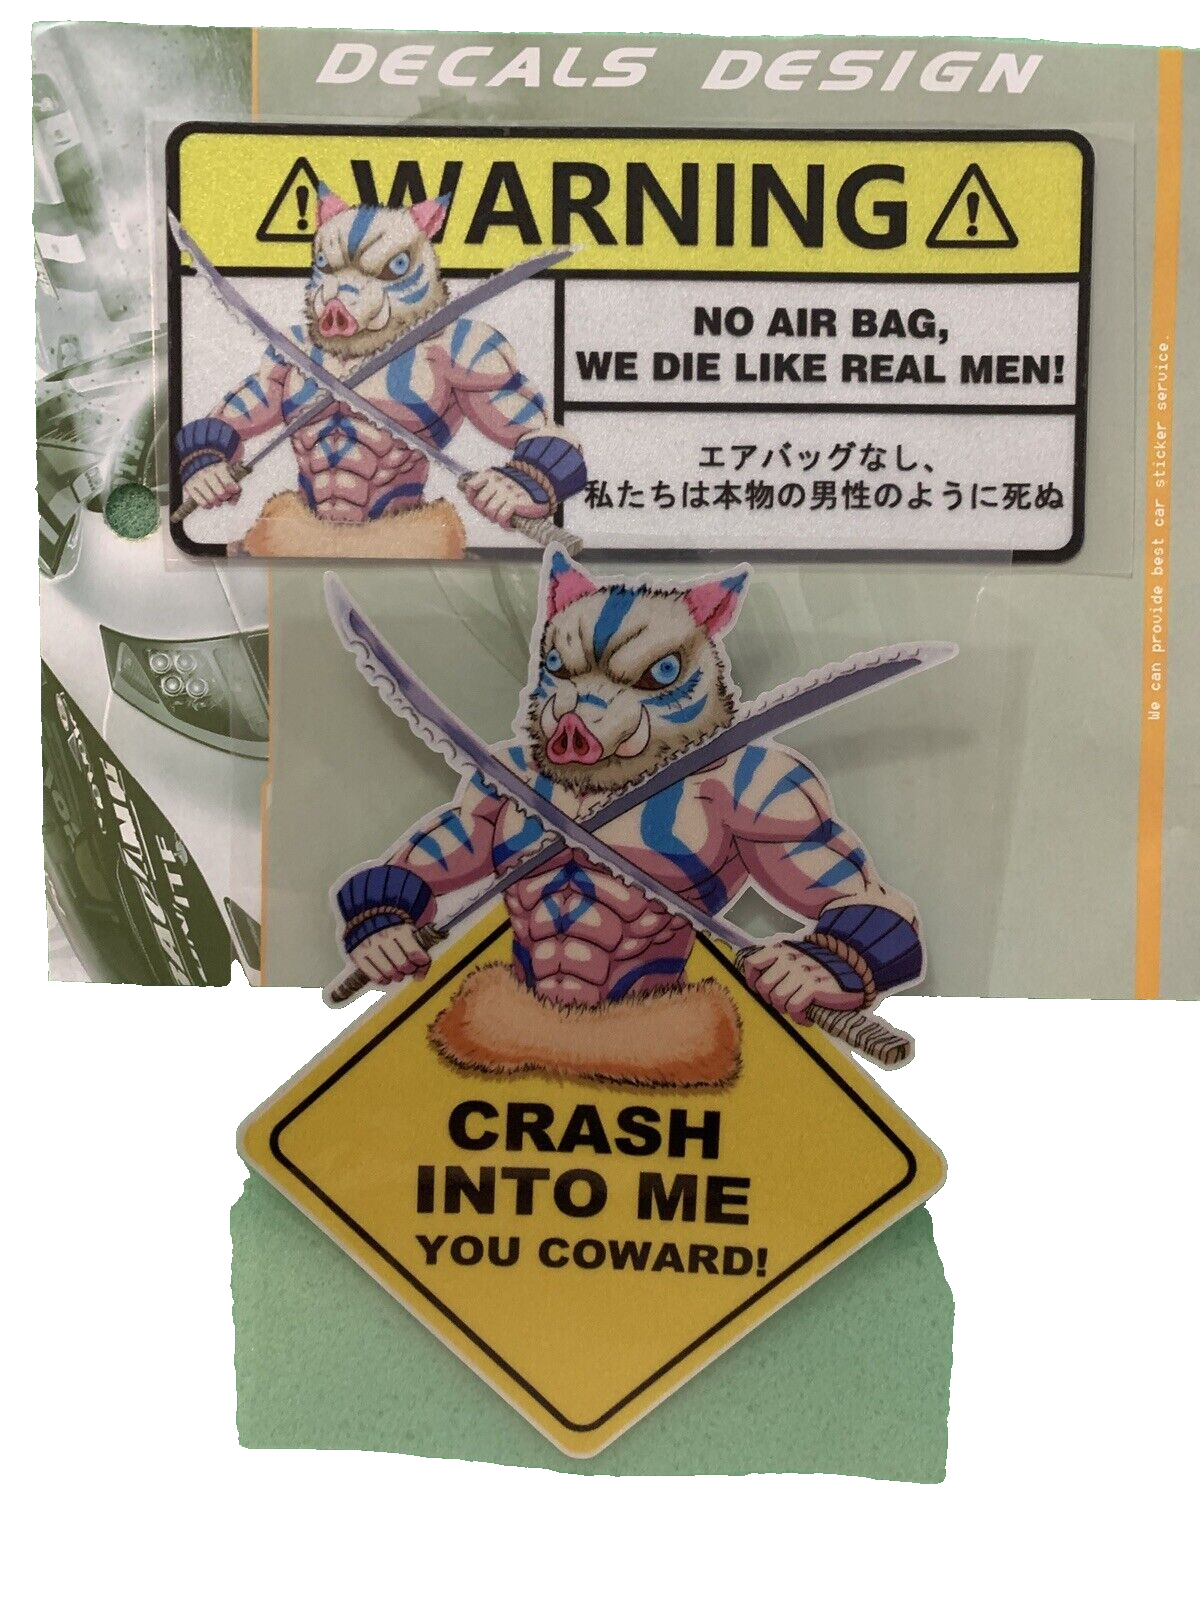 DECALS DESIGN
WARNING
NO AIR BAG,
WE DIE LIKE REAL MEN!
エアバッグなし、
私たちは本物の男性のように死ぬ
We can provide best car sticker service.
CRASH
INTO ME
YOU COWARD!